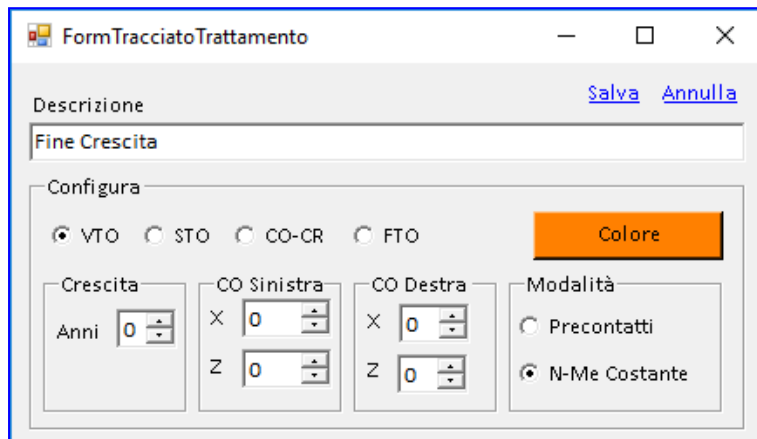 FormTracciatoTrattamento
Salva Annulla
Descrizione
Fine Crescita
Configura
VTO STO CO-CR FTO Colore
Crescita CO Sinistra CO Destra Modalità
Anni 0 X 0 X 0 Precontatti
Z 0 Z 0 N-Me Costante